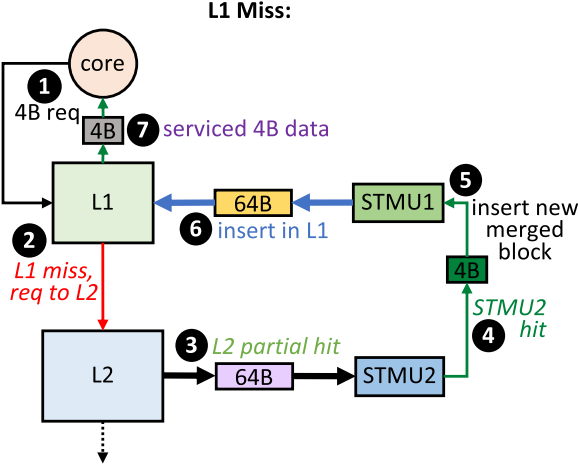 L1 Miss:
core
1
4B req
4B
7
serviced 4B data
L1
64B
STMU1
5
insert new
merged
block
6
insert in L1
2
L1 miss,
req to L2
4B
STMU2
hit
4
3
L2 partial hit
L2
64B
STMU2